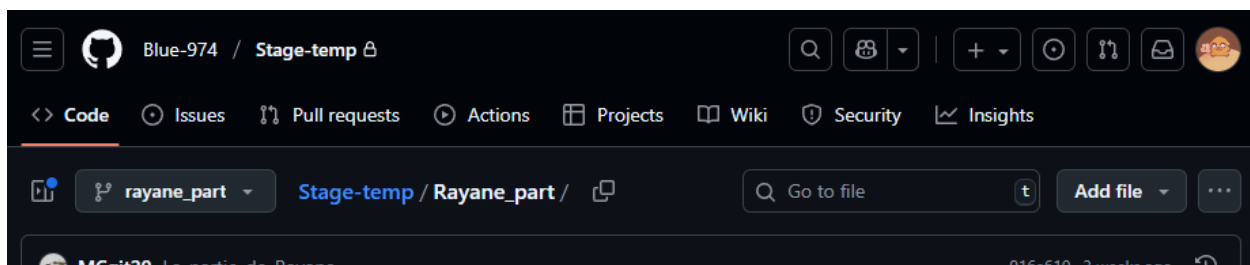 Blue-974 / Stage-temp
Code Issues Pull requests Actions Projects Wiki Security Insights
rayane_part Stage-temp / Rayane_part / Go to file t Add file